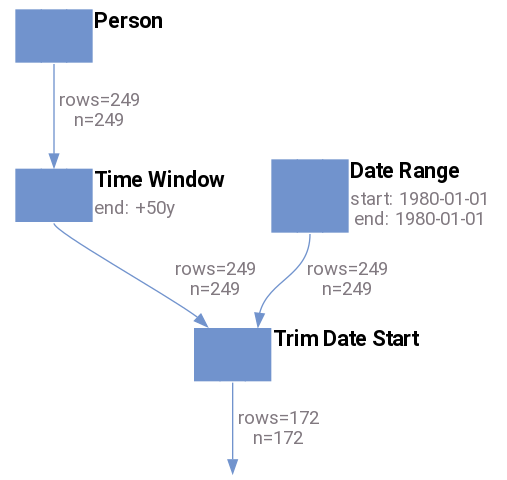 Person
rows=249
n=249
Time Window
end: +50y
Date Range
start: 1980-01-01
end: 1980-01-01
rows=249
n=249
rows=249
n=249
Trim Date Start
rows=172
n=172